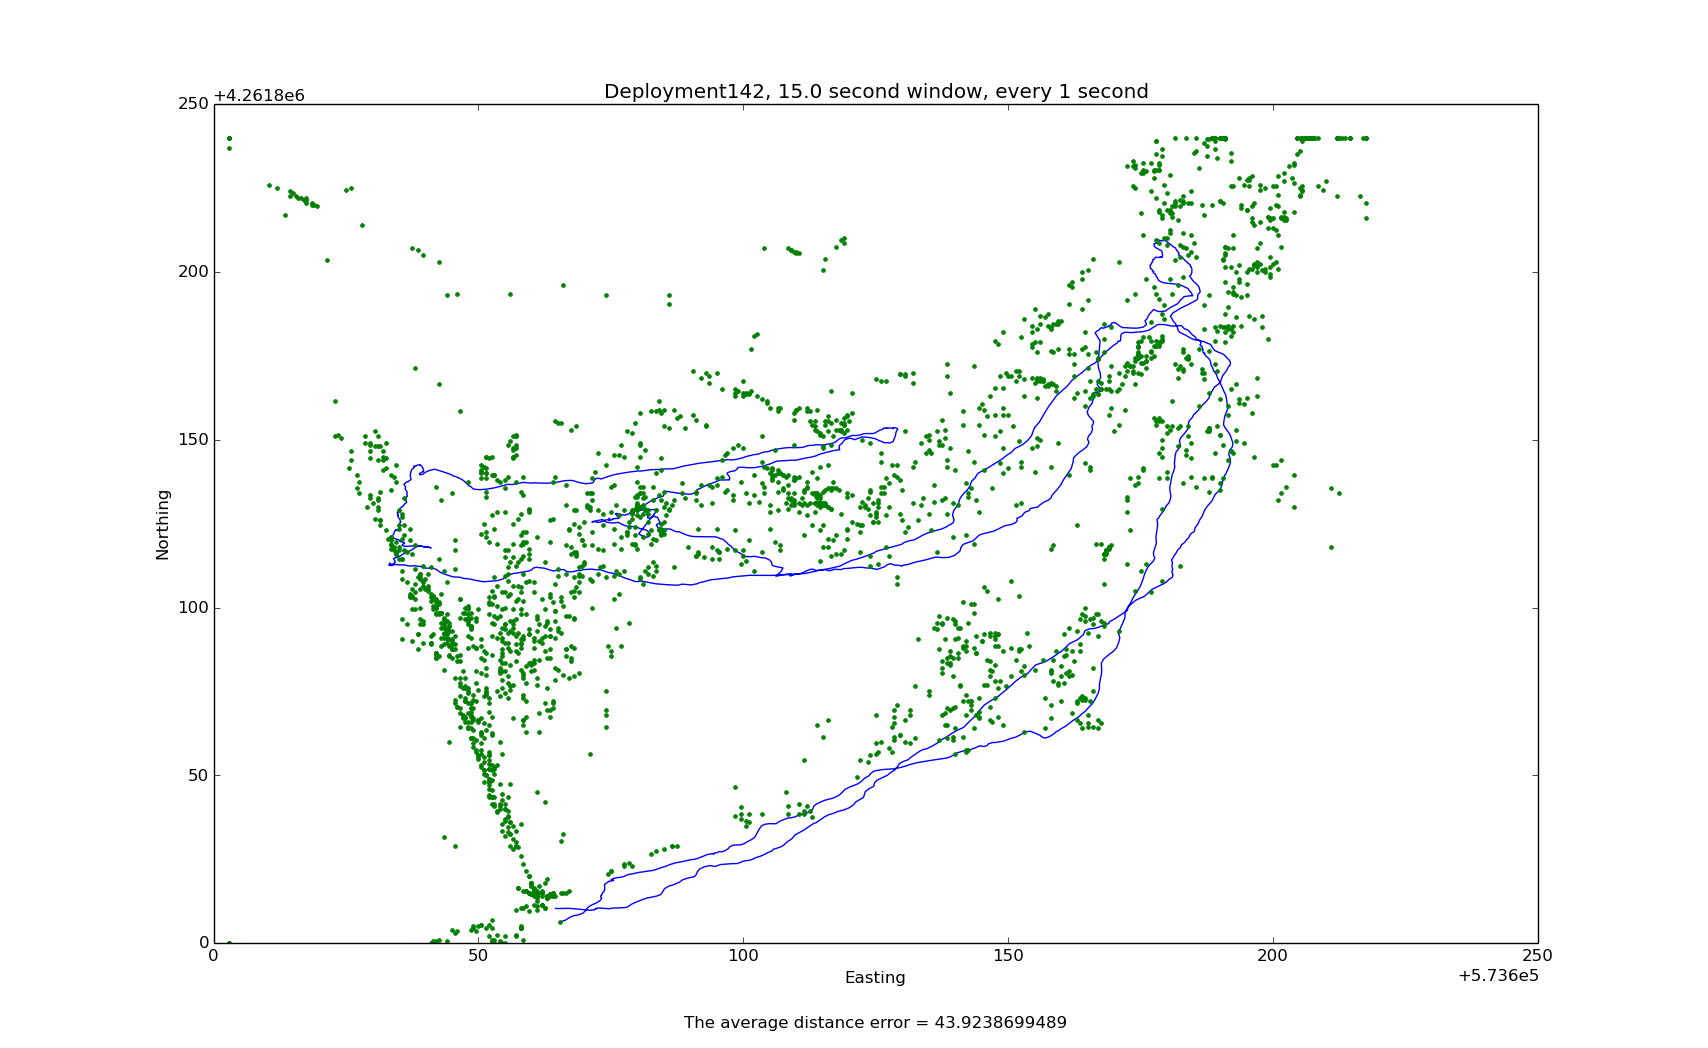 Deployment142, 15.0 second window, every 1 second
+4.2618e6
250
200
150
100
50
0
Northing
0 50 100 150 200 250
Easting
+5.736e5
The average distance error = 43.9238699489